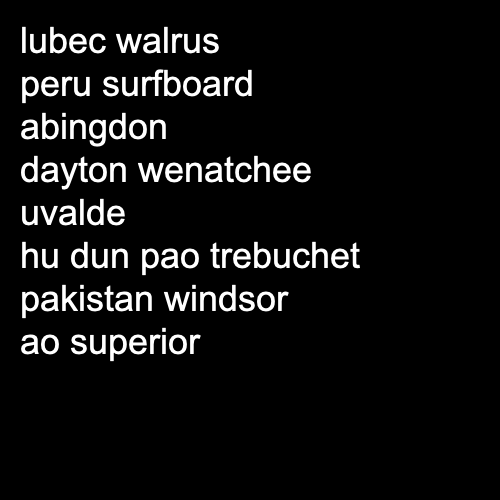 lubec walrus
peru surfboard
abingdon
dayton wenatchee
uvalde
hu dun pao trebuchet
pakistan windsor
ao superior